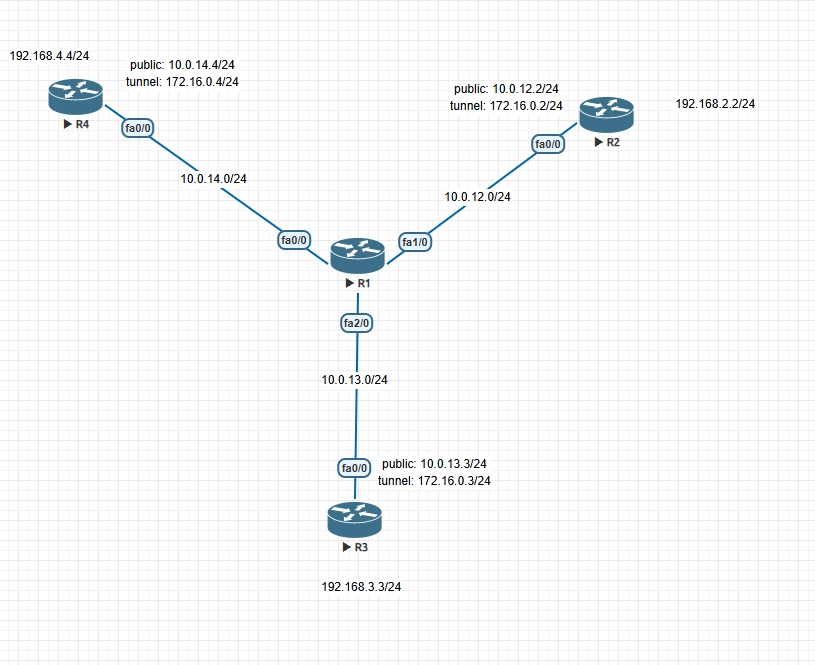 192.168.4.4/24
public: 10.0.14.4/24
tunnel: 172.16.0.4/24
R4
fa0/0
public: 10.0.12.2/24
tunnel: 172.16.0.2/24
192.168.2.2/24
R2
fa0/0
10.0.14.0/24
10.0.12.0/24
fa0/0
fa1/0
R1
fa2/0
10.0.13.0/24
fa0/0
public: 10.0.13.3/24
tunnel: 172.16.0.3/24
R3
192.168.3.3/24